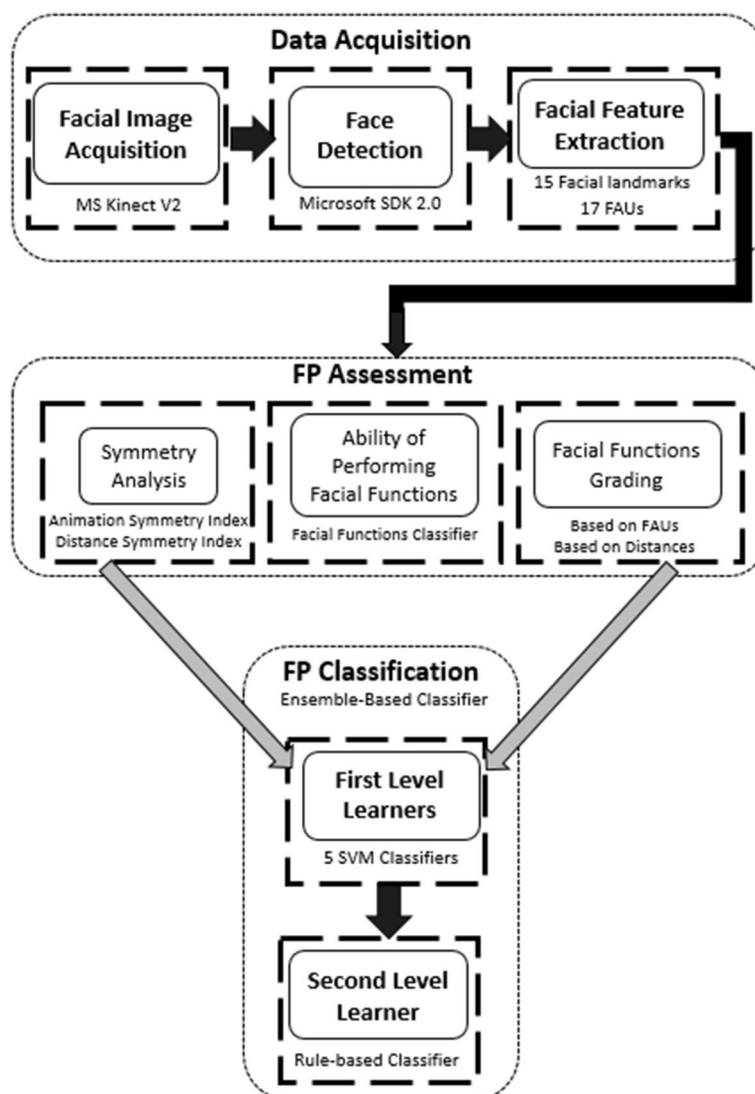 Data Acquisition
Facial Image
Acquisition
MS Kinect V2
Face
Detection
Microsoft SDK 2.0
Facial Feature
Extraction
15 Facial landmarks
17 FAUs
FP Assessment
Symmetry
Analysis
Animation Symmetry Index
Distance Symmetry Index
Ability of
Performing
Facial Functions
Facial Functions Classifier
Facial Functions
Grading
Based on FAUs
Based on Distances
FP Classification
Ensemble-Based Classifier
First Level
Learners
5 SVM Classifiers
Second Level
Learner
Rule-based Classifier